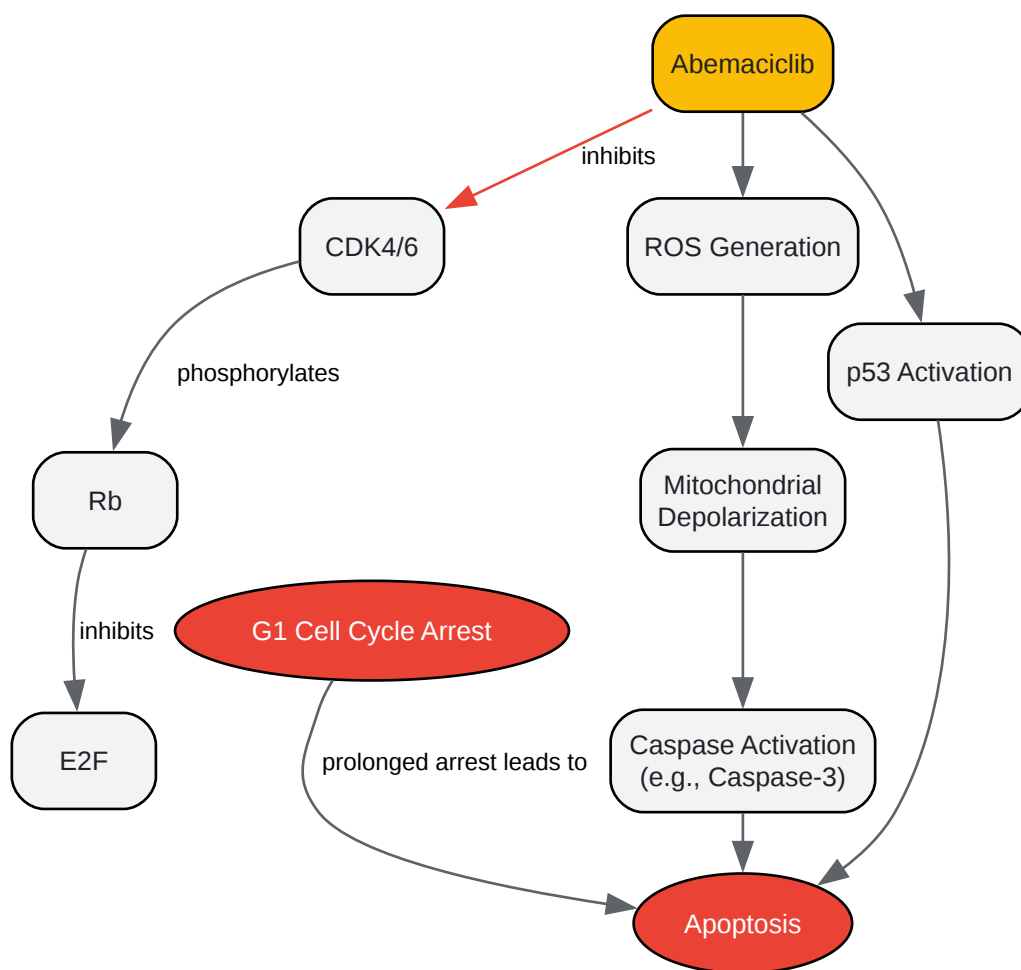 Abemaciclib
inhibits
CDK4/6
ROS Generation
phosphorylates
p53 Activation
Rb
Mitochondrial
Depolarization
inhibits
G1 Cell Cycle Arrest
E2F
prolonged arrest leads to
Caspase Activation
(e.g., Caspase-3)
Apoptosis